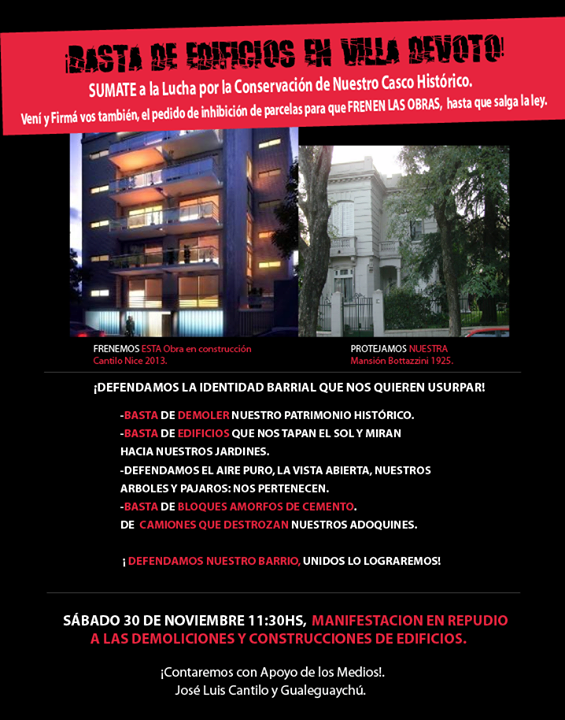 ¡BASTA DE EDIFICIOS EN VILLA DEVOTO!
SUMATE a la Lucha por la Conservación de Nuestro Casco Histórico.
Vení y Firmá vos también, el pedido de inhibición de parcelas para que FRENEN LAS OBRAS, hasta que salga la ley.
FRENEMOS ESTA Obra en construcción
Cantilo Nice 2013.
PROTEJAMOS NUESTRA
Mansión Bottazzini 1925.
¡DEFENDAMOS LA IDENTIDAD BARRIAL QUE NOS QUIEREN USURPAR!
-BASTA DE DEMOLER NUESTRO PATRIMONIO HISTÓRICO.
-BASTA DE EDIFICIOS QUE NOS TAPAN EL SOL Y MIRAN
HACIA NUESTROS JARDINES.
-DEFENDAMOS EL AIRE PURO, LA VISTA ABIERTA, NUESTROS
ARBOLES Y PAJAROS: NOS PERTENECEN.
-BASTA DE BLOQUES AMORFOS DE CEMENTO.
DE CAMIONES QUE DESTROZAN NUESTROS ADOQUINES.
¡ DEFENDAMOS NUESTRO BARRIO, UNIDOS LO LOGRAREMOS!
SÁBADO 30 DE NOVIEMBRE 11:30HS, MANIFESTACION EN REPUDIO
A LAS DEMOLICIONES Y CONSTRUCCIONES DE EDIFICIOS.
¡Contaremos con Apoyo de los Medios!.
José Luis Cantilo y Gualeguaychú.